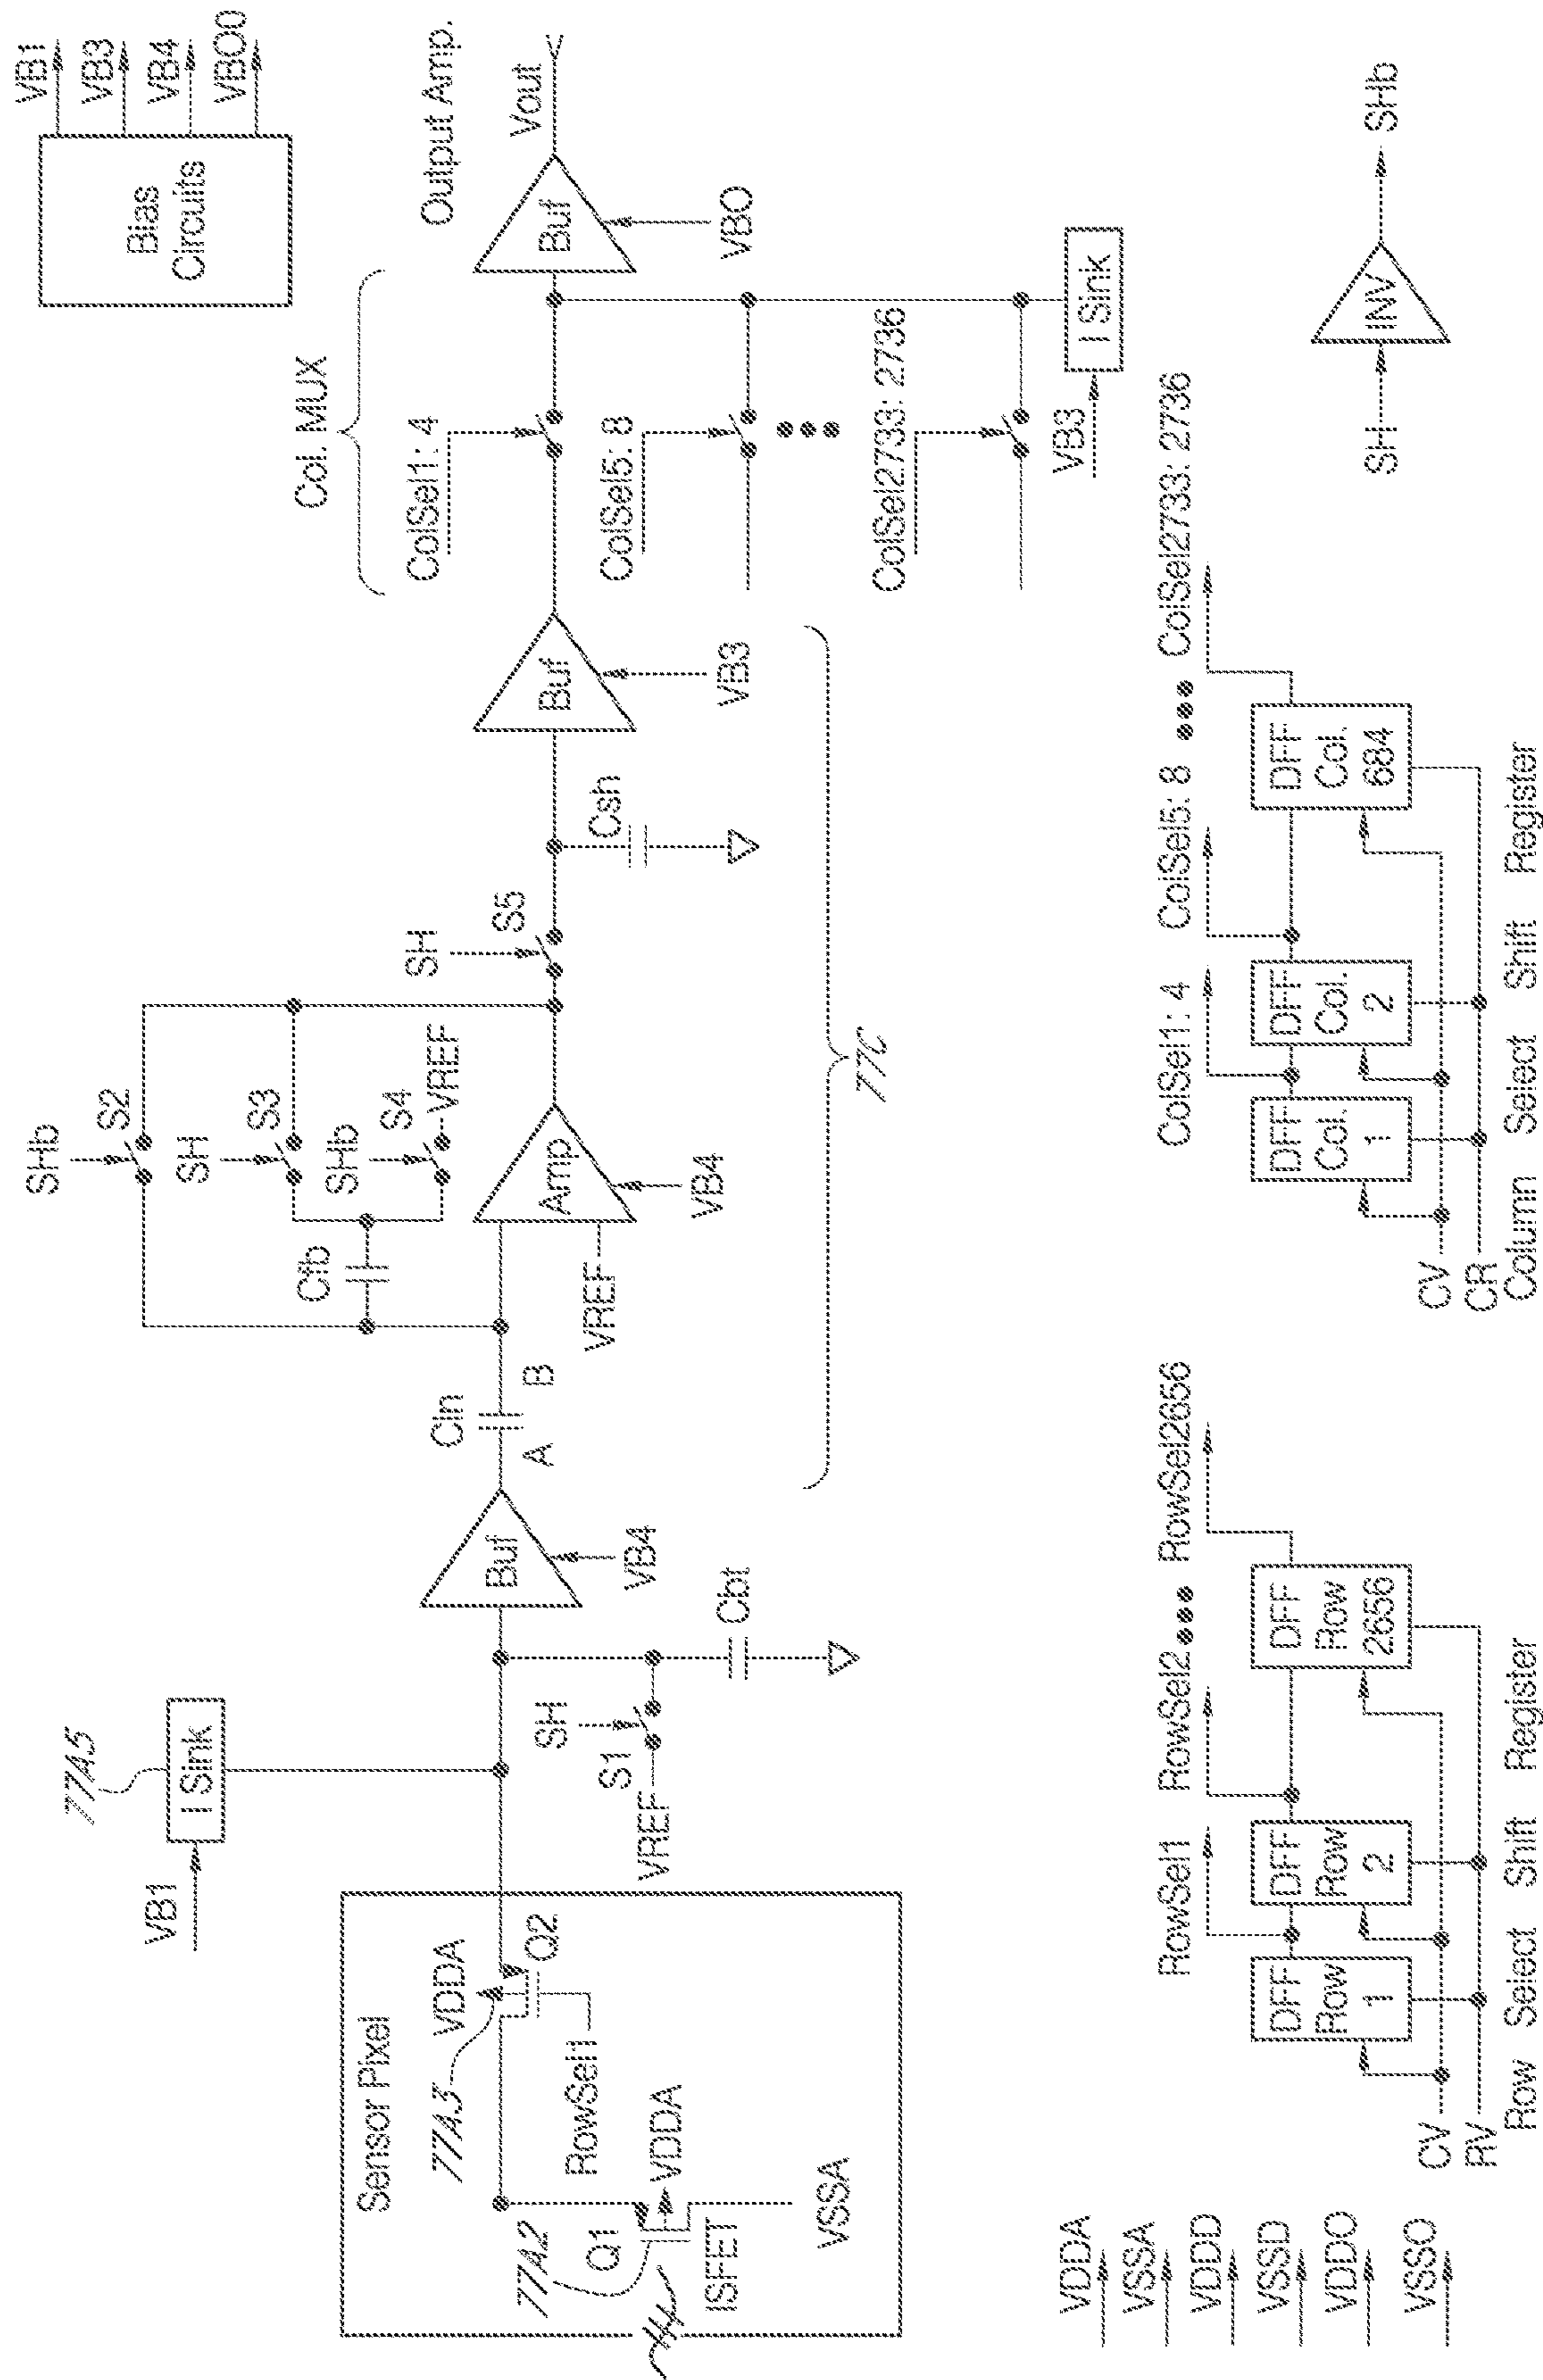 Bias
Circuits
VB1
VB3
VB4
VBO0
VB1
I Sink
77A5
Sensor Pixel
77A3
VDDA
Q2
RowSel1
77A2
Q1
VDDA
ISFET
VSSA
SH
S1
VREF
Cbt
Buf
VB4
CIn
A
B
SHb
S2
SH
S3
SHb
S4
VREF
Cfb
Amp
VREF
VB4
SH
S5
Csh
Buf
VB3
77C
Col. MUX
ColSel1: 4
ColSel5: 8
ColSel2733: 2736
VB3
I Sink
Buf
VBO
Output Amp.
Vout
VDDA
VSSA
VDDD
VSSD
VDDO
VSSO
RowSel1 RowSel2 ••• RowSel2656
DFF
Row
1
DFF
Row
2
DFF
Row
2656
CV
RV
Row Select Shift Register
ColSel1: 4 ColSel5: 8 ••• ColSel2733: 2736
DFF
Col.
1
DFF
Col.
2
DFF
Col.
684
CV
CR
Column Select Shift Register
SH
INV
SHb